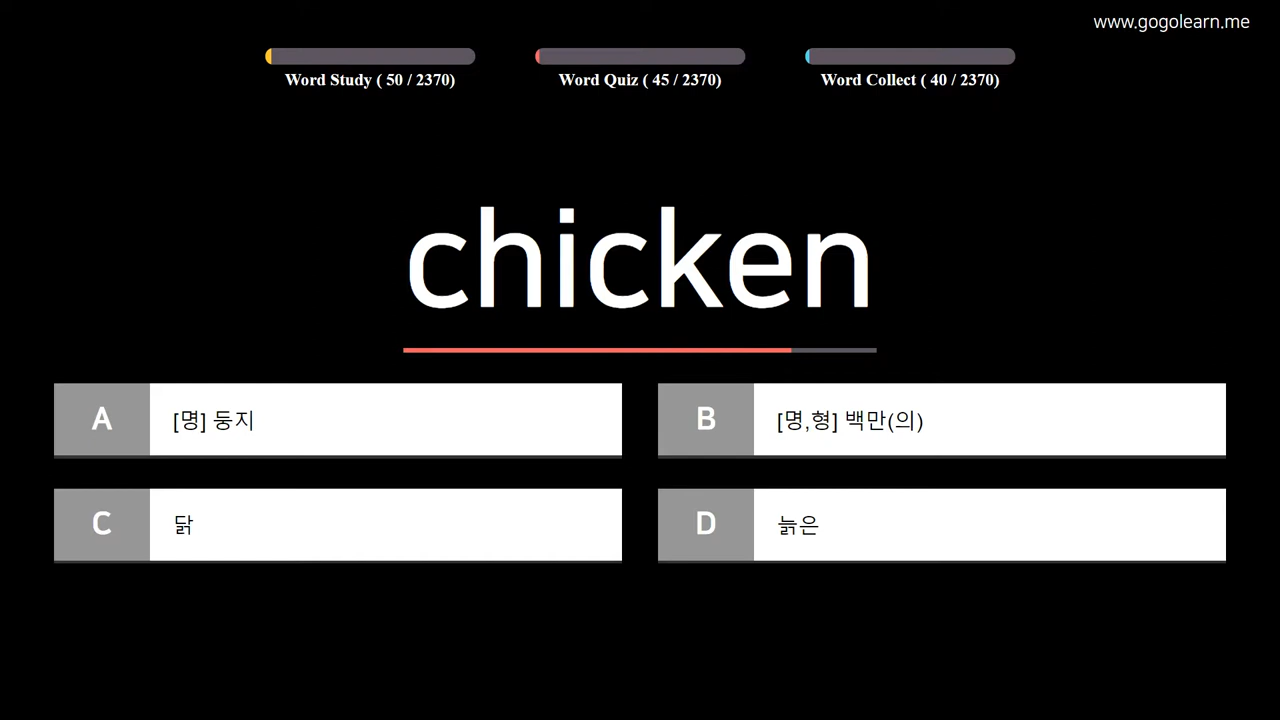 www.gogolearn.me
Word Study ( 50 / 2370)
Word Quiz ( 45 / 2370)
Word Collect ( 40 / 2370)
chicken
A [명] 둥지
B [명,형] 백만(의)
C 닭
D 늙은